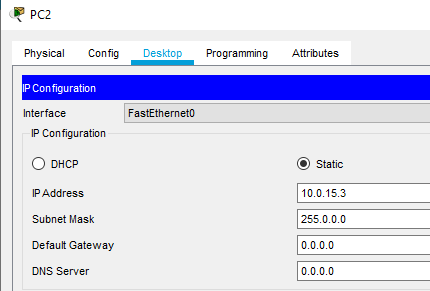 PC2
Physical Config Desktop Programming Attributes
IP Configuration
Interface FastEthernet0
IP Configuration
DHCP Static
IP Address 10.0.15.3
Subnet Mask 255.0.0.0
Default Gateway 0.0.0.0
DNS Server 0.0.0.0